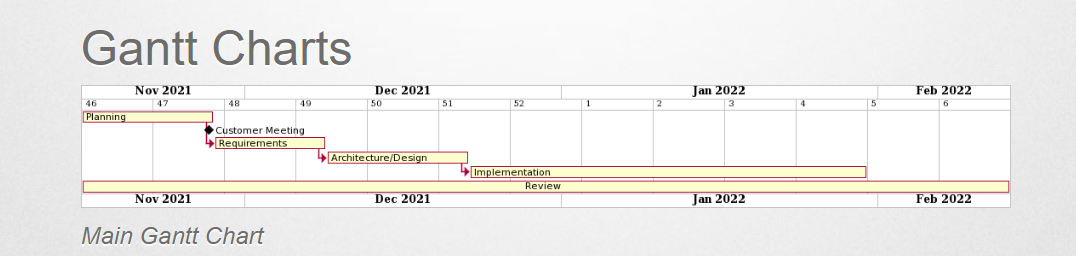 Gantt Charts
Nov 2021 Dec 2021 Jan 2022 Feb 2022
46 47 48 49 50 51 52 1 2 3 4 5 6
Planning
Customer Meeting
Requirements
Architecture/Design
Implementation
Review
Nov 2021 Dec 2021 Jan 2022 Feb 2022
Main Gantt Chart